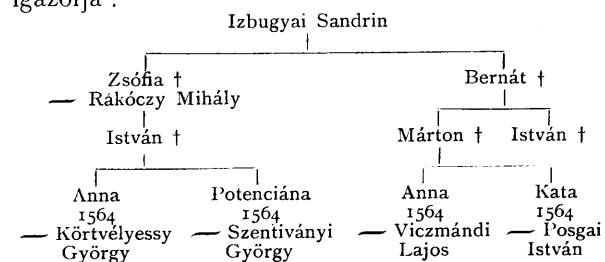 igazolja :
Izbugyai Sandrin
Zsófia † Bernát †
— Rákóczy Mihály
István † Márton † István †
Anna Potenciána Anna Kata
1564 1564 1564 1564
— Körtvélyessy — Szentiványi — Viczmándi — Posgai
György György Lajos István